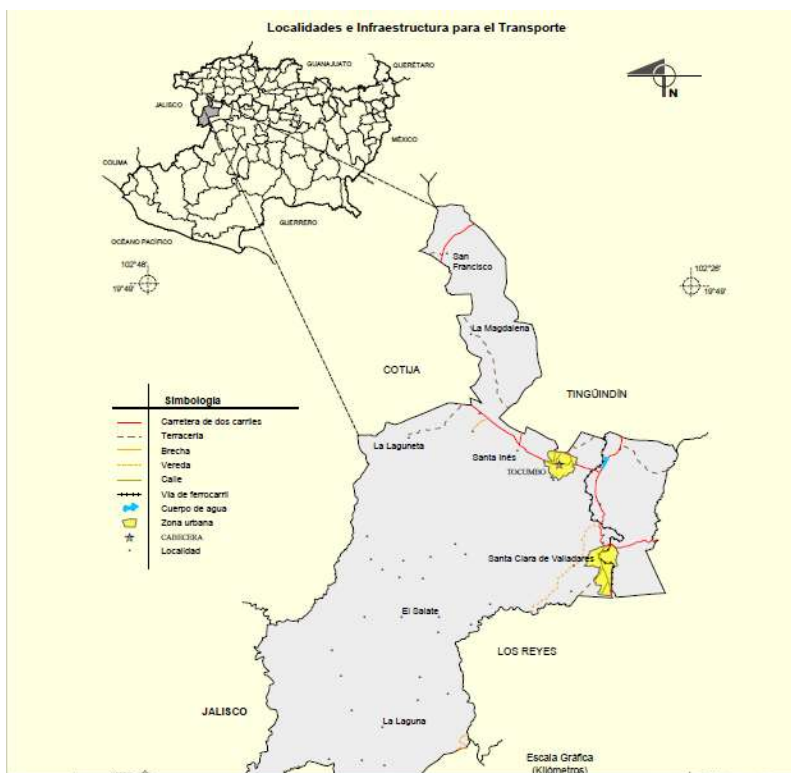 Localidades e Infraestructura para el Transporte
GUANAJUATO
QUERÉTARO
JALISCO
N
MÉXICO
COLIMA
GUERRERO
OCÉANO PACÍFICO
102°48'
19°49'
102°26'
19°49'
San
Francisco
La Magdalena
COTIJA
TINGÜINDÍN
Simbología
Carretera de dos carriles
Terracería
Brecha
Vereda
Calle
Vía de ferrocarril
Cuerpo de agua
Zona urbana
CABECERA
Localidad
La Laguneta
Santa Inés
TOCUMBO
Santa Clara de Valladares
El Salate
LOS REYES
JALISCO
La Laguna
Escala Gráfica
(Kilómetros)